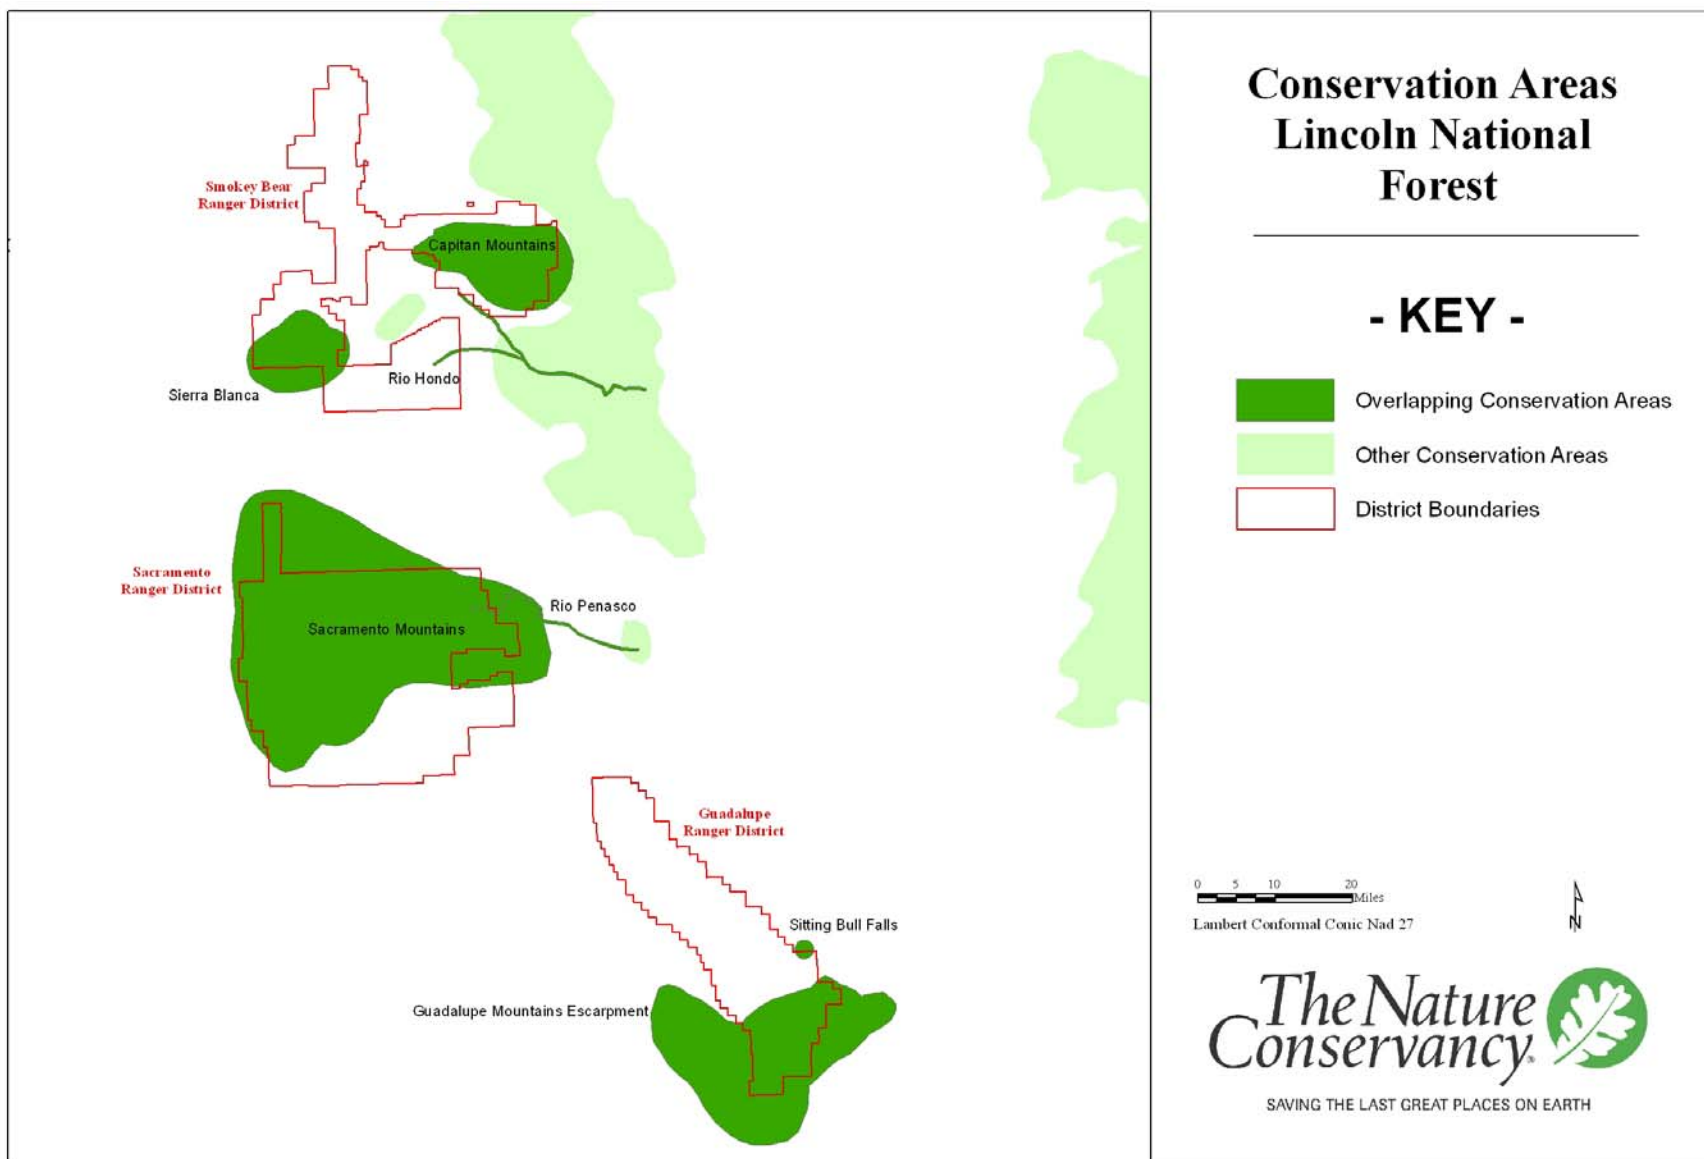 Conservation Areas
Lincoln National
Forest
- KEY -
Overlapping Conservation Areas
Other Conservation Areas
District Boundaries
Smokey Bear
Ranger District
Capitan Mountains
Rio Hondo
Sierra Blanca
Sacramento
Ranger District
Rio Penasco
Sacramento Mountains
Guadalupe
Ranger District
Sitting Bull Falls
Guadalupe Mountains Escarpment
0 5 10 20
Miles
Lambert Conformal Conic Nad 27
N
The Nature
Conservancy®
SAVING THE LAST GREAT PLACES ON EARTH